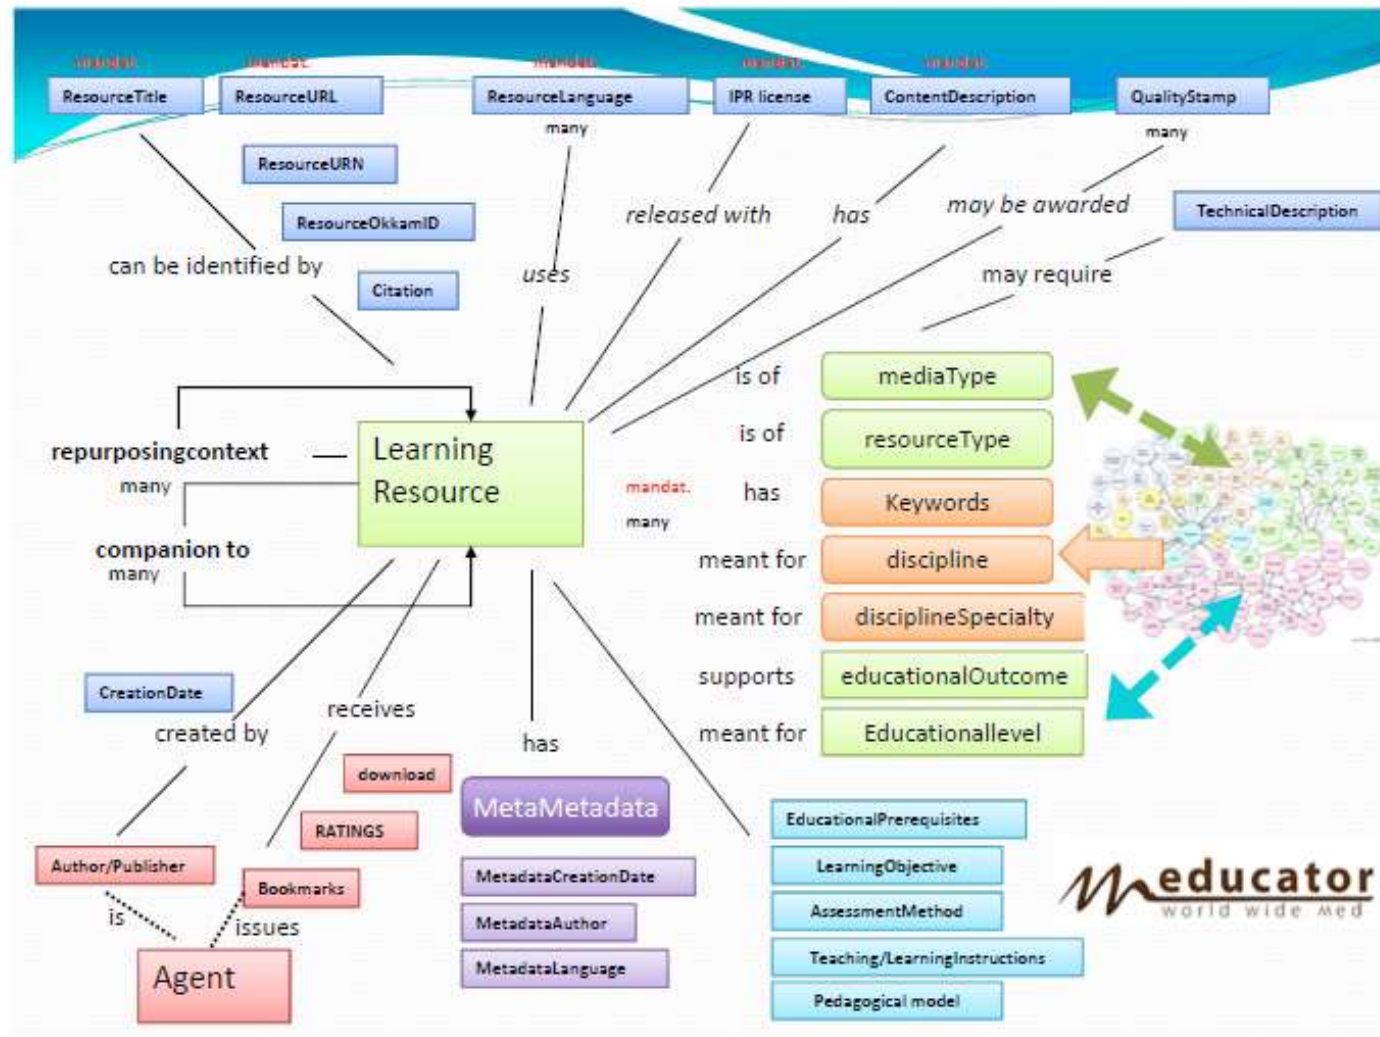 mandat. mandat. mandat. mandat. mandat.
ResourceTitle ResourceURL ResourceLanguage IPR license ContentDescription QualityStamp
many many
ResourceURN
ResourceOkkamID
released with has may be awarded TechnicalDescription
can be identified by uses may require
Citation
is of mediaType
is of resourceType
repurposingcontext
many
Learning
Resource
mandat.
many
has Keywords
companion to
many
meant for discipline
meant for disciplineSpecialty
supports educationalOutcome
meant for Educationallevel
CreationDate
created by
receives
has
download
RATINGS
Bookmarks
Author/Publisher
is
issues
Agent
MetaMetadata
MetadataCreationDate
MetadataAuthor
MetadataLanguage
EducationalPrerequisites
LearningObjective
AssessmentMethod
Teaching/LearningInstructions
Pedagogical model
meducator
world wide Med